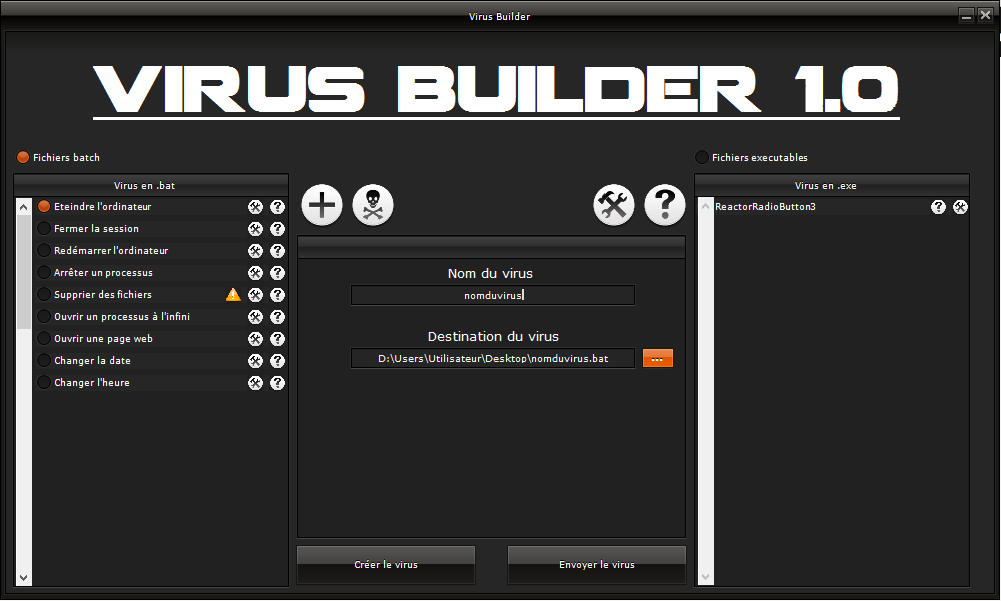 Virus Builder
VIRUS BUILDER 1.0
Fichiers batch
Fichiers executables
Virus en .bat
Eteindre l'ordinateur
Fermer la session
Redémarrer l'ordinateur
Arrêter un processus
Supprier des fichiers
Ouvrir un processus à l'infini
Ouvrir une page web
Changer la date
Changer l'heure
Nom du virus
nomduvirus
Destination du virus
D:\Users\Utilisateur\Desktop\nomduvirus.bat
...
Créer le virus
Envoyer le virus
Virus en .exe
ReactorRadioButton3